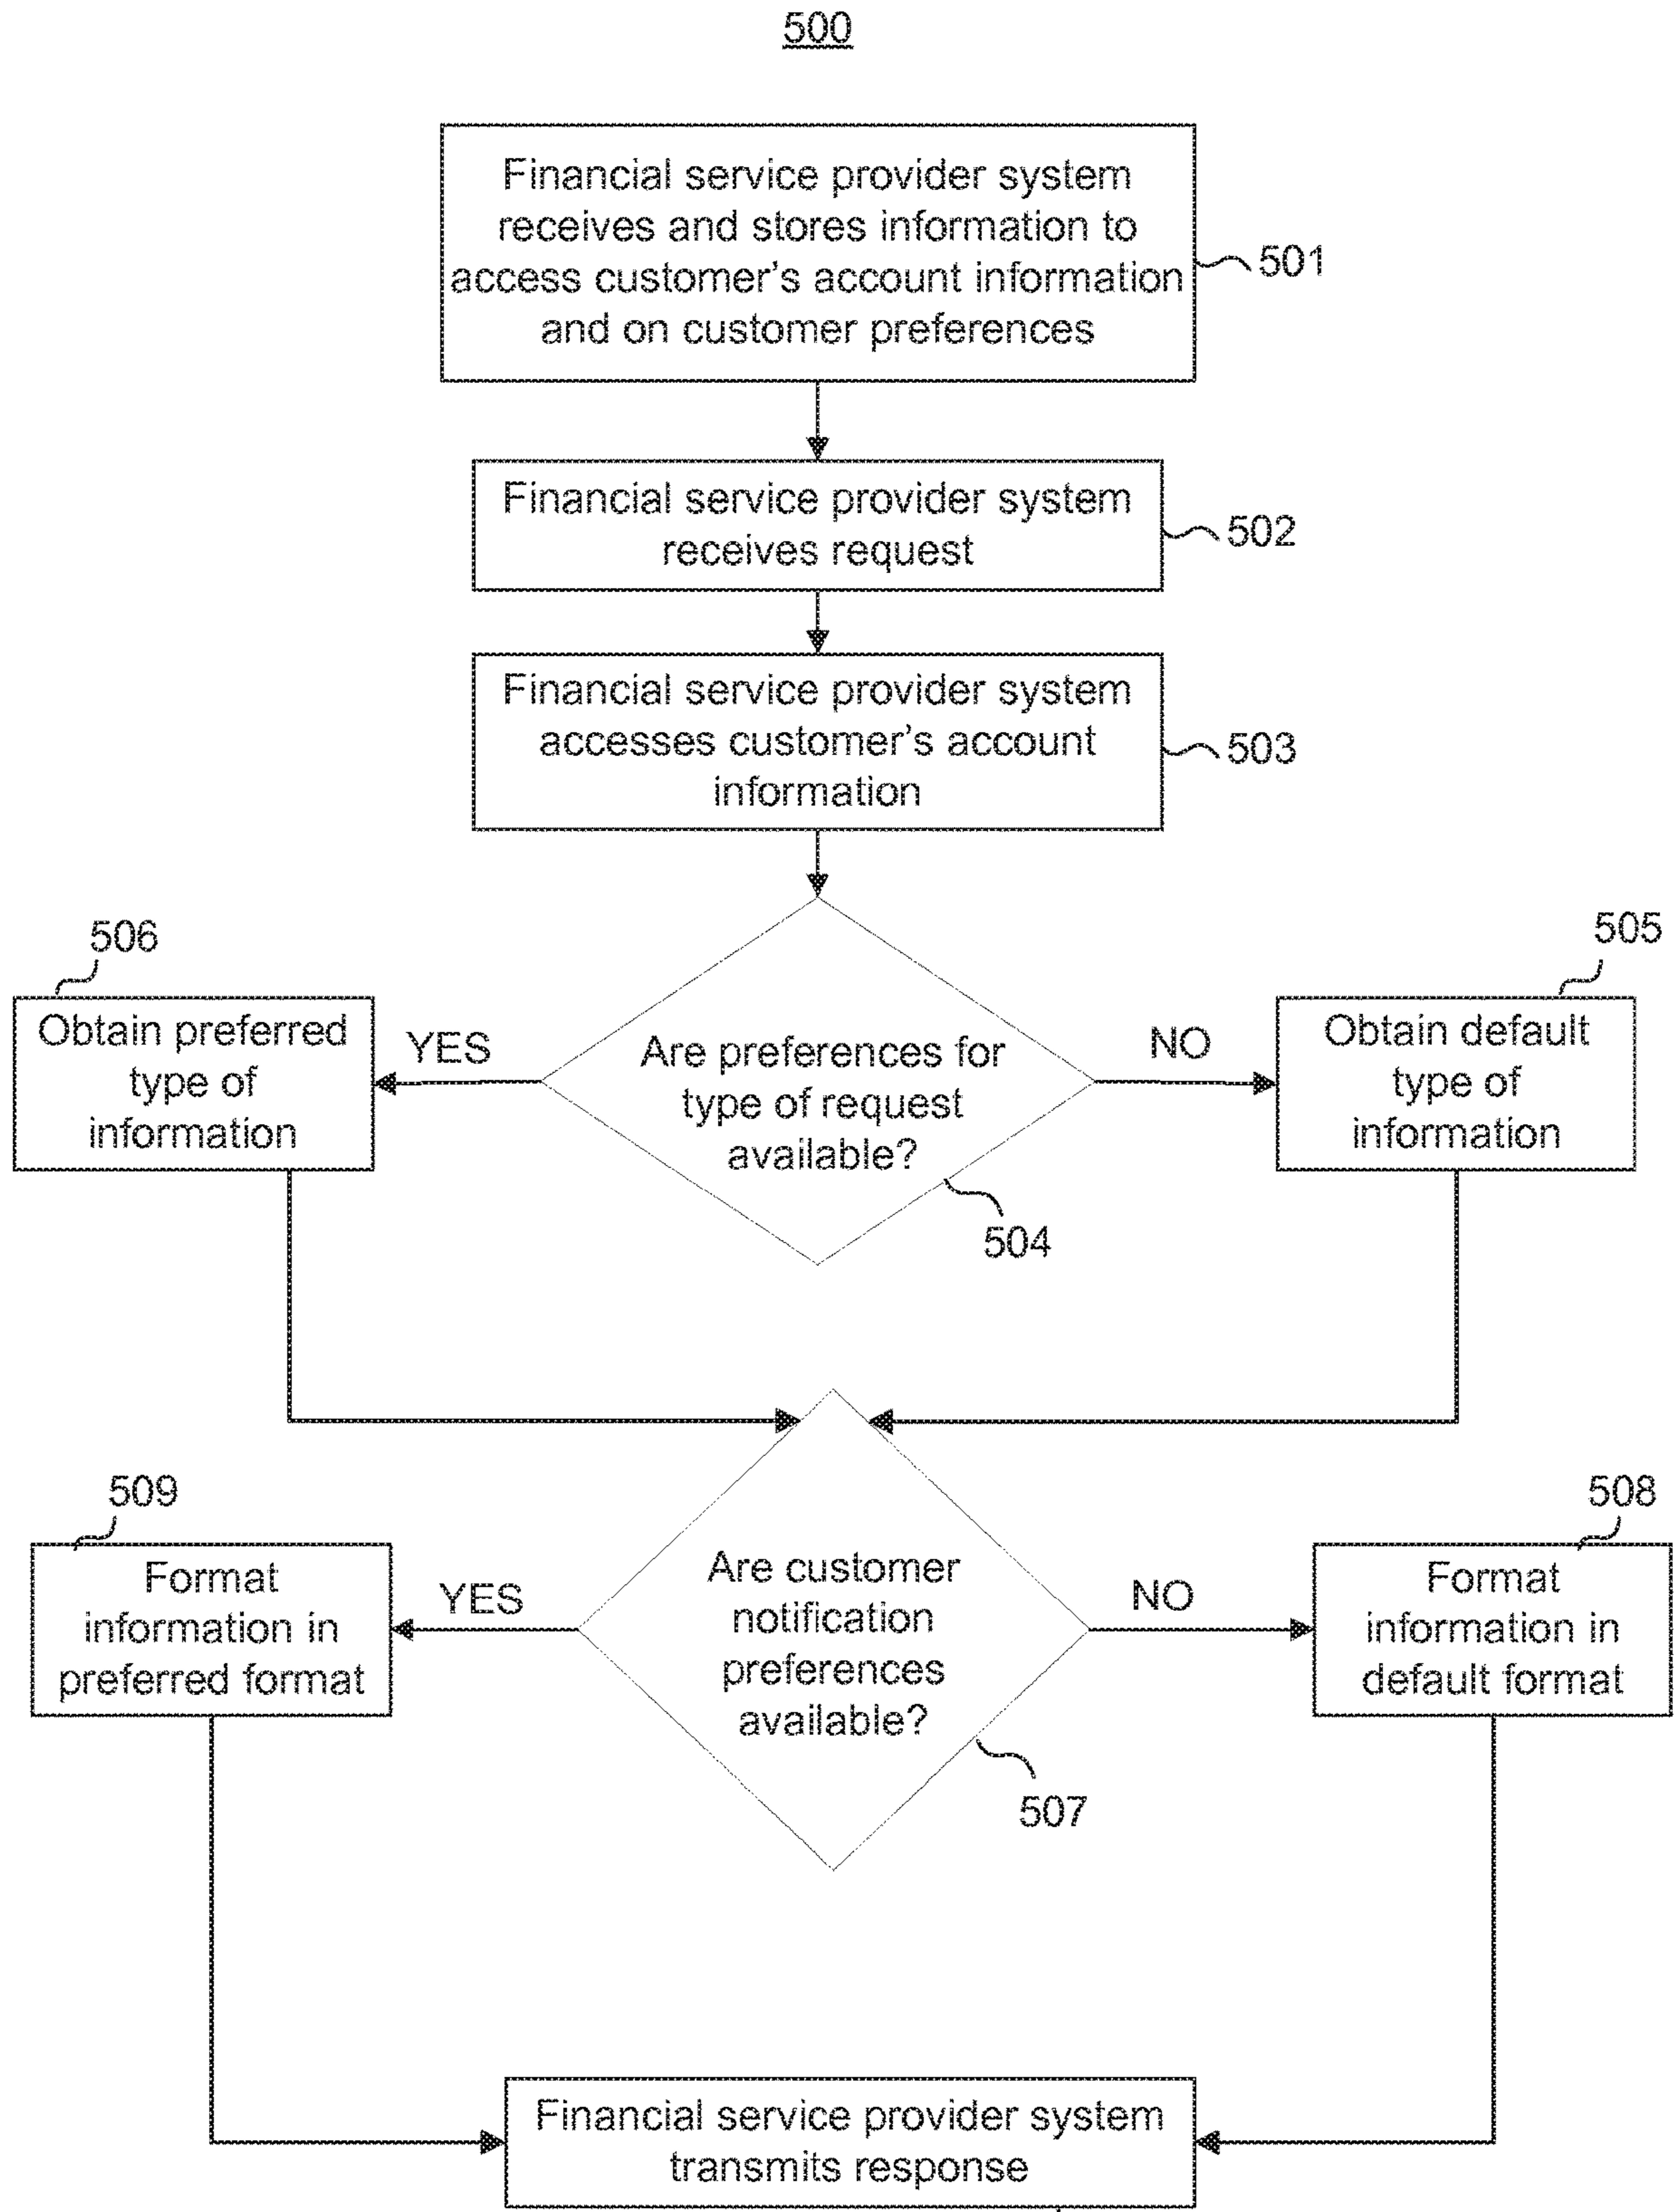 500
Financial service provider system
receives and stores information to
access customer's account information
and on customer preferences
501
Financial service provider system
receives request
502
Financial service provider system
accesses customer's account
information
503
506
505
Obtain preferred
type of
information
YES
Are preferences for
type of request
available?
NO
Obtain default
type of
information
504
509
508
Format
information in
preferred format
YES
Are customer
notification
preferences
available?
NO
Format
information in
default format
507
Financial service provider system
transmits response